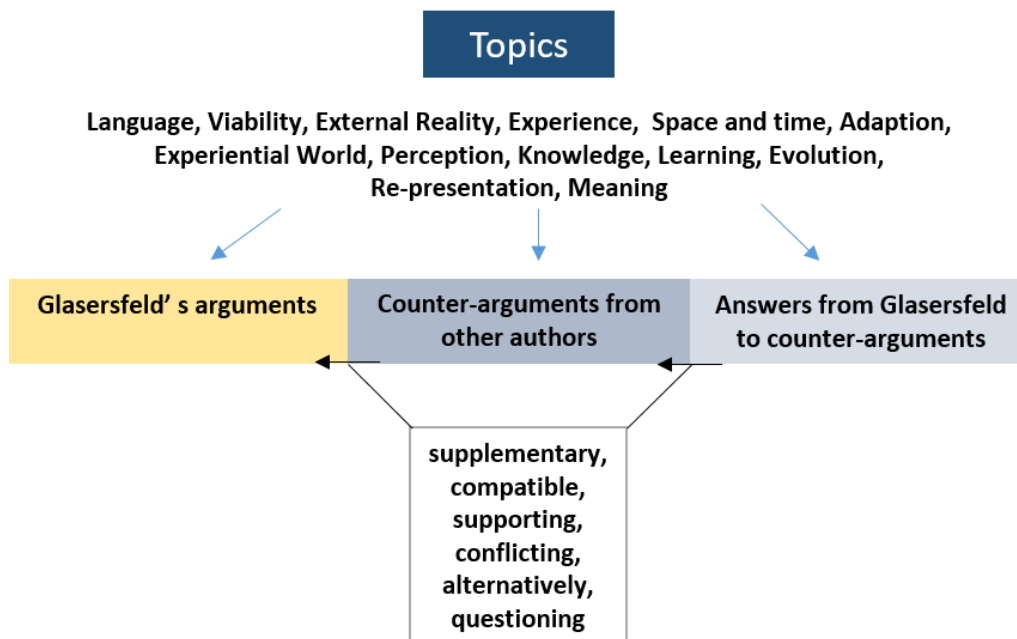 Topics
Language, Viability, External Reality, Experience, Space and time, Adaption,
Experiential World, Perception, Knowledge, Learning, Evolution,
Re-presentation, Meaning
Glasersfeld’ s arguments
Counter-arguments from
other authors
Answers from Glasersfeld
to counter-arguments
supplementary,
compatible,
supporting,
conflicting,
alternatively,
questioning